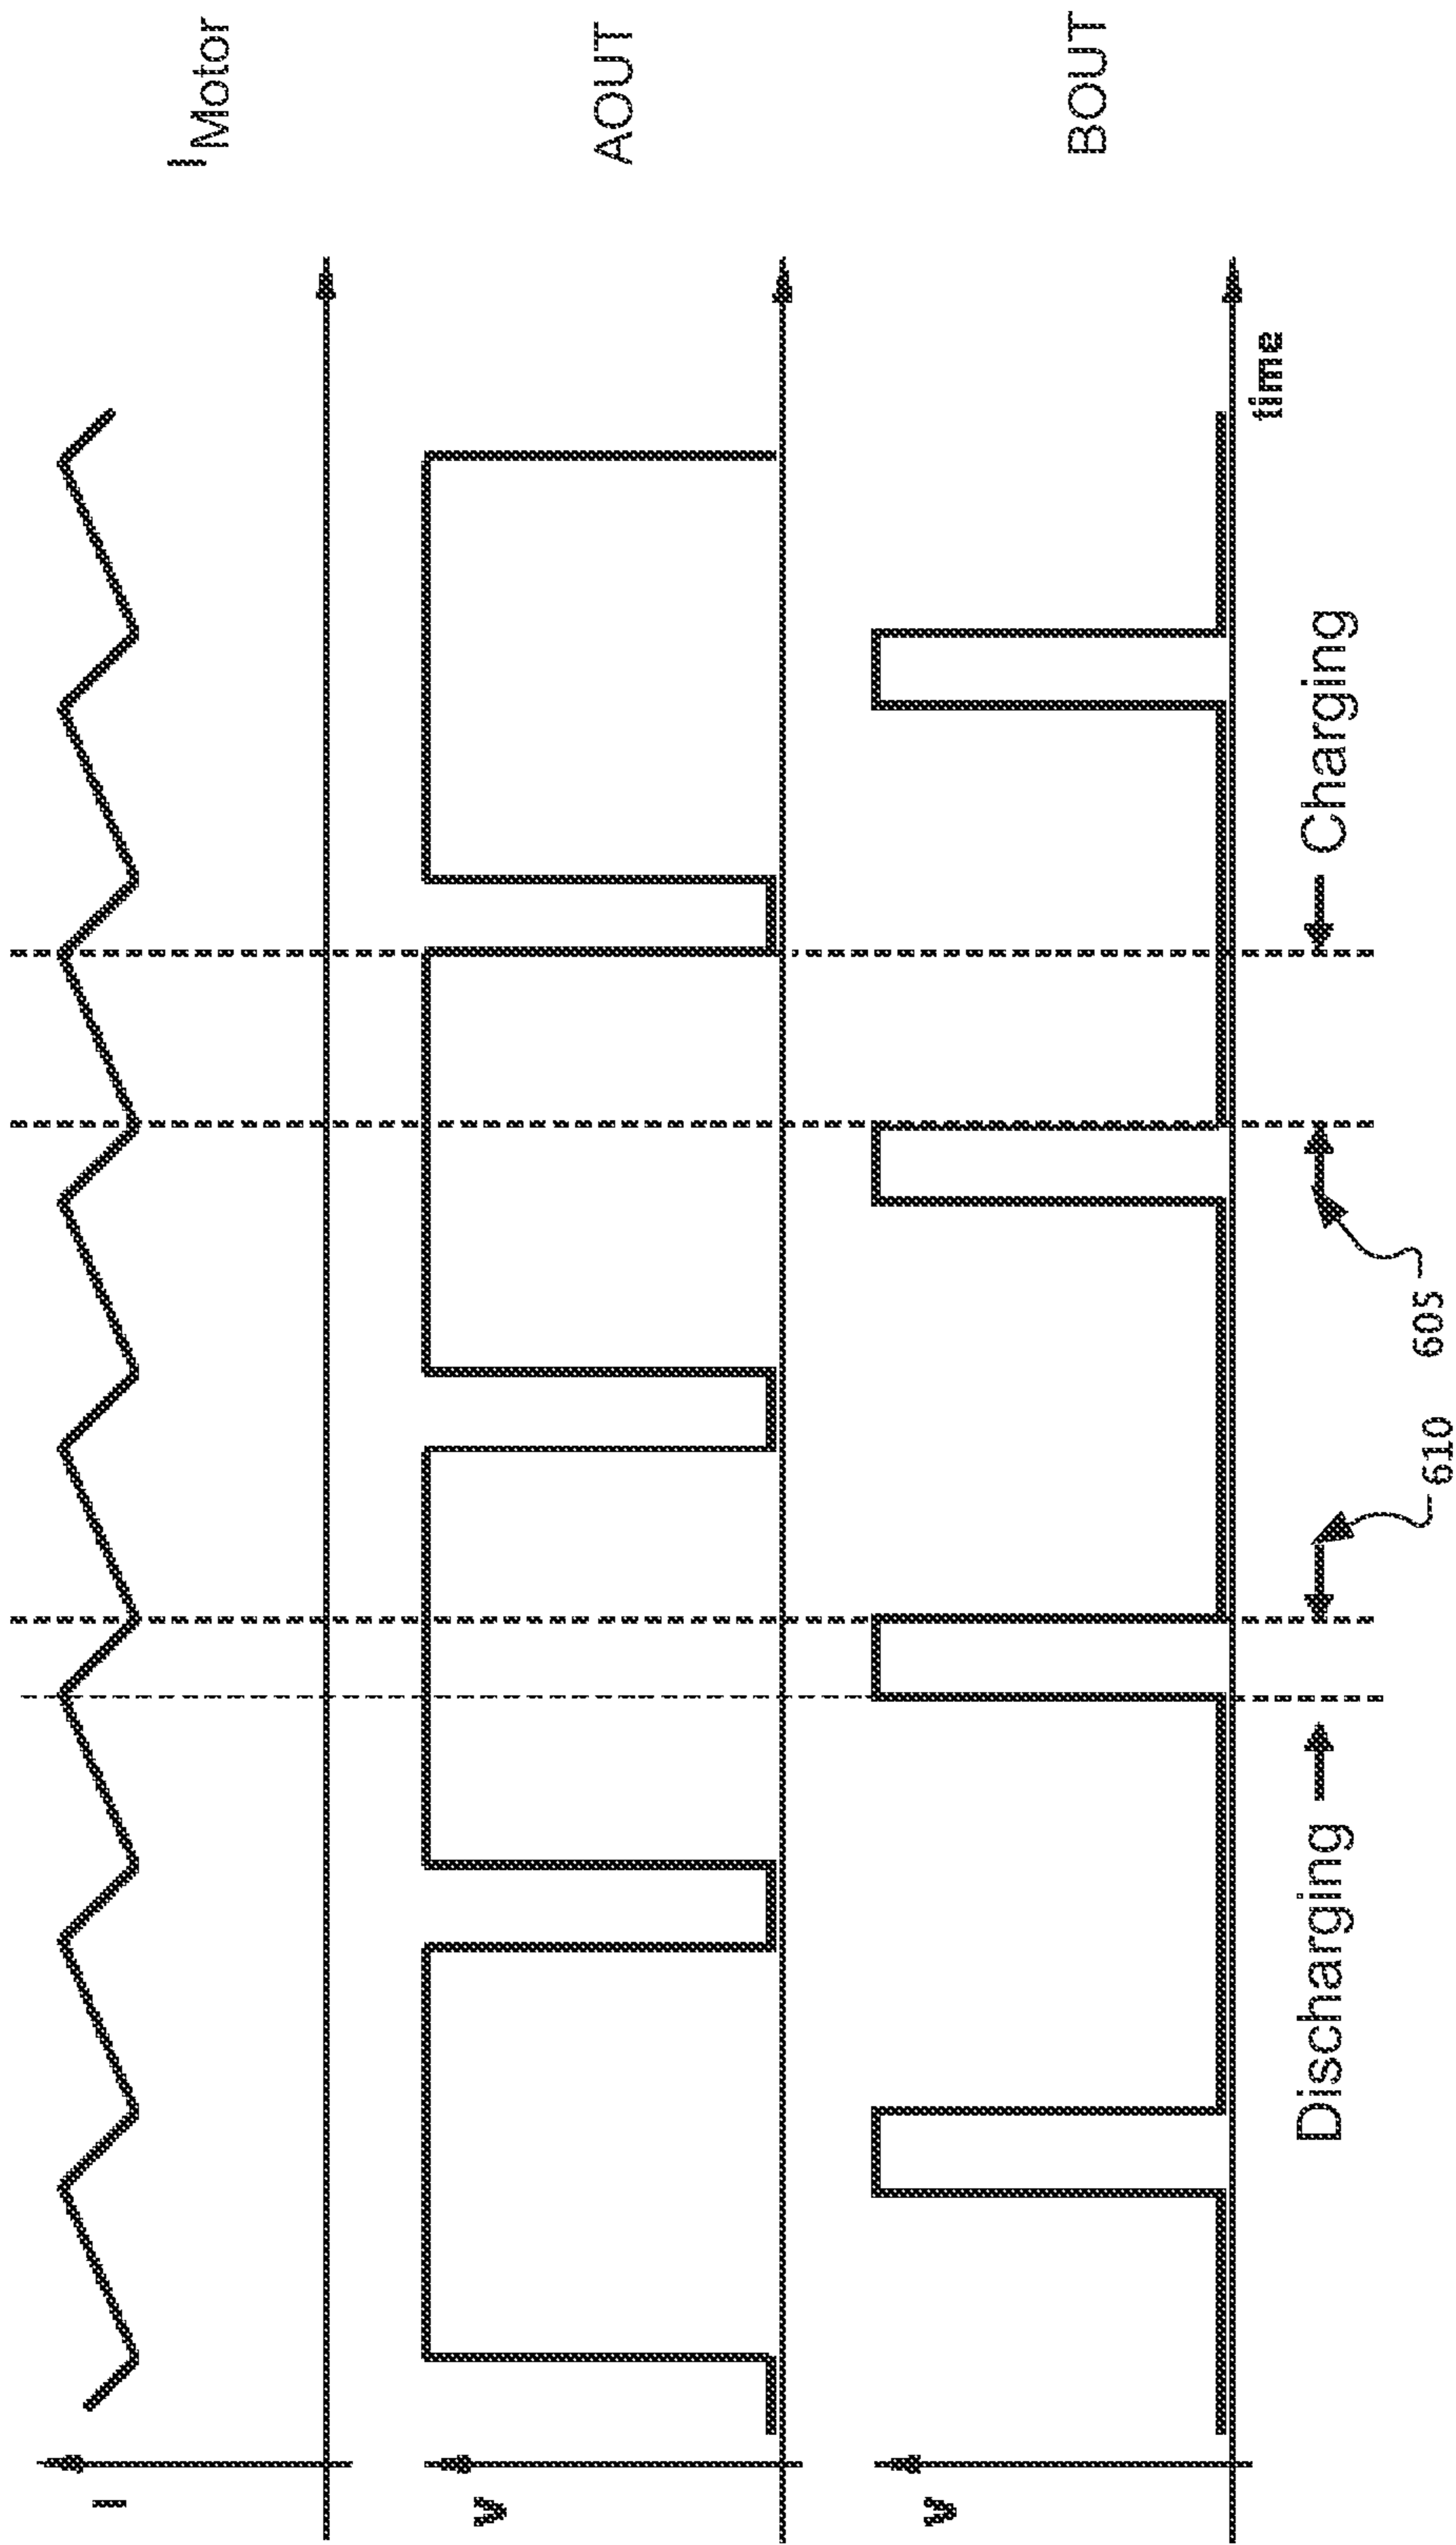 I
I Motor
V
AOUT
V
BOUT
time
Discharging
Charging
610
605